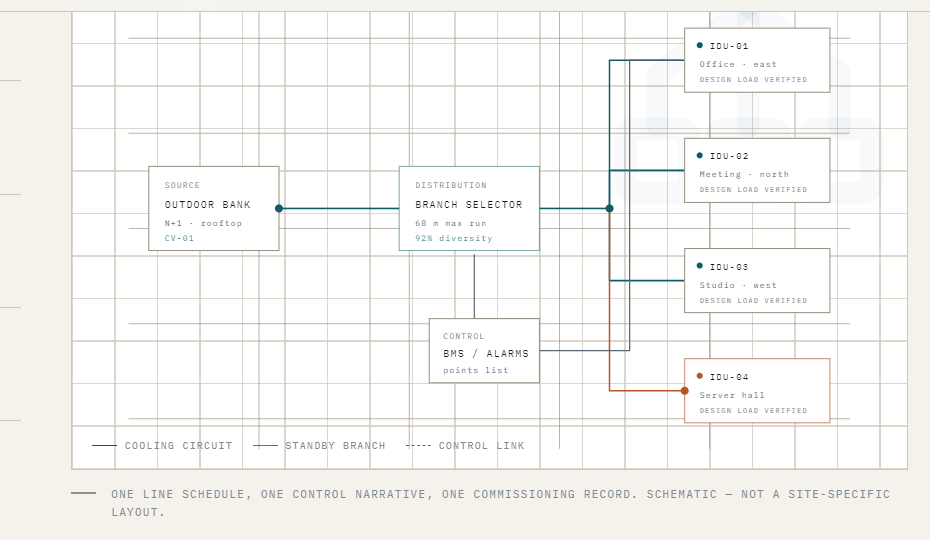 IDU-01
Office · east
DESIGN LOAD VERIFIED
IDU-02
Meeting · north
DESIGN LOAD VERIFIED
SOURCE
OUTDOOR BANK
N+1 · rooftop
CV-01
DISTRIBUTION
BRANCH SELECTOR
68 m max run
92% diversity
IDU-03
Studio · west
DESIGN LOAD VERIFIED
CONTROL
BMS / ALARMS
points list
IDU-04
Server hall
DESIGN LOAD VERIFIED
COOLING CIRCUIT STANDBY BRANCH CONTROL LINK
ONE LINE SCHEDULE, ONE CONTROL NARRATIVE, ONE COMMISSIONING RECORD. SCHEMATIC — NOT A SITE-SPECIFIC
LAYOUT.